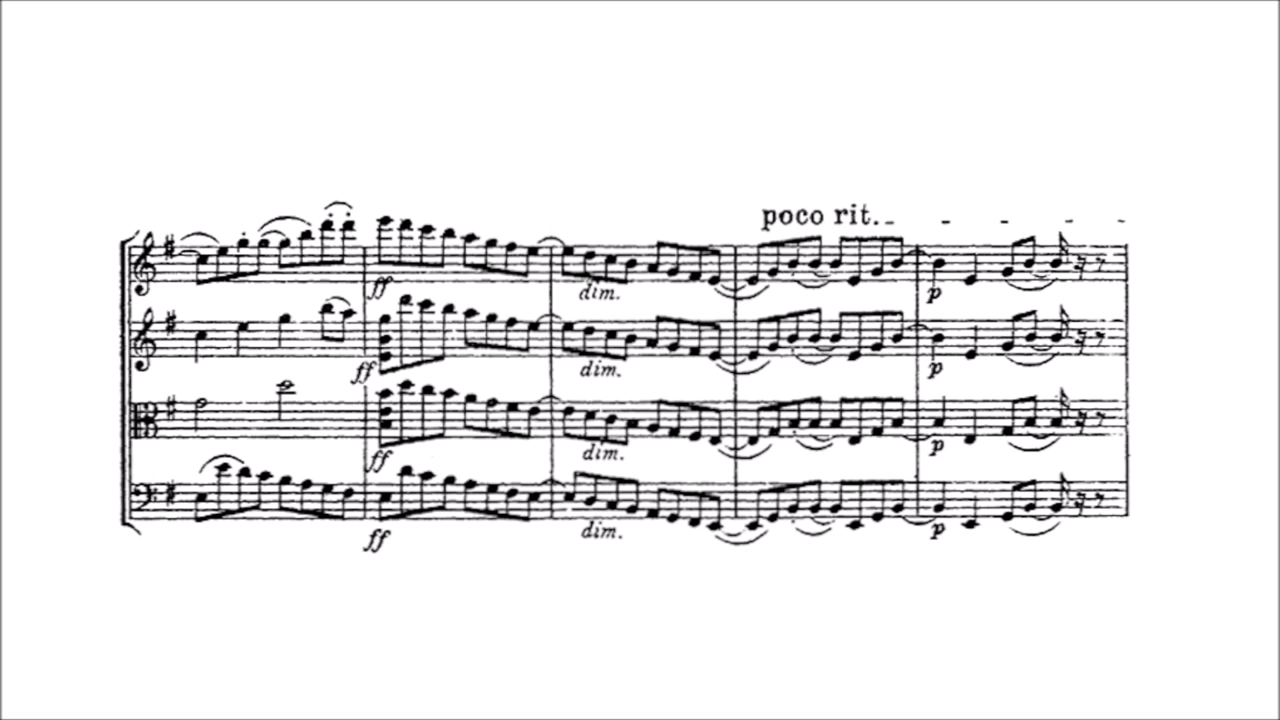 poco rit. - - - - -
ff
dim.
p
ff
dim.
p
ff
dim.
p
ff
dim.
p